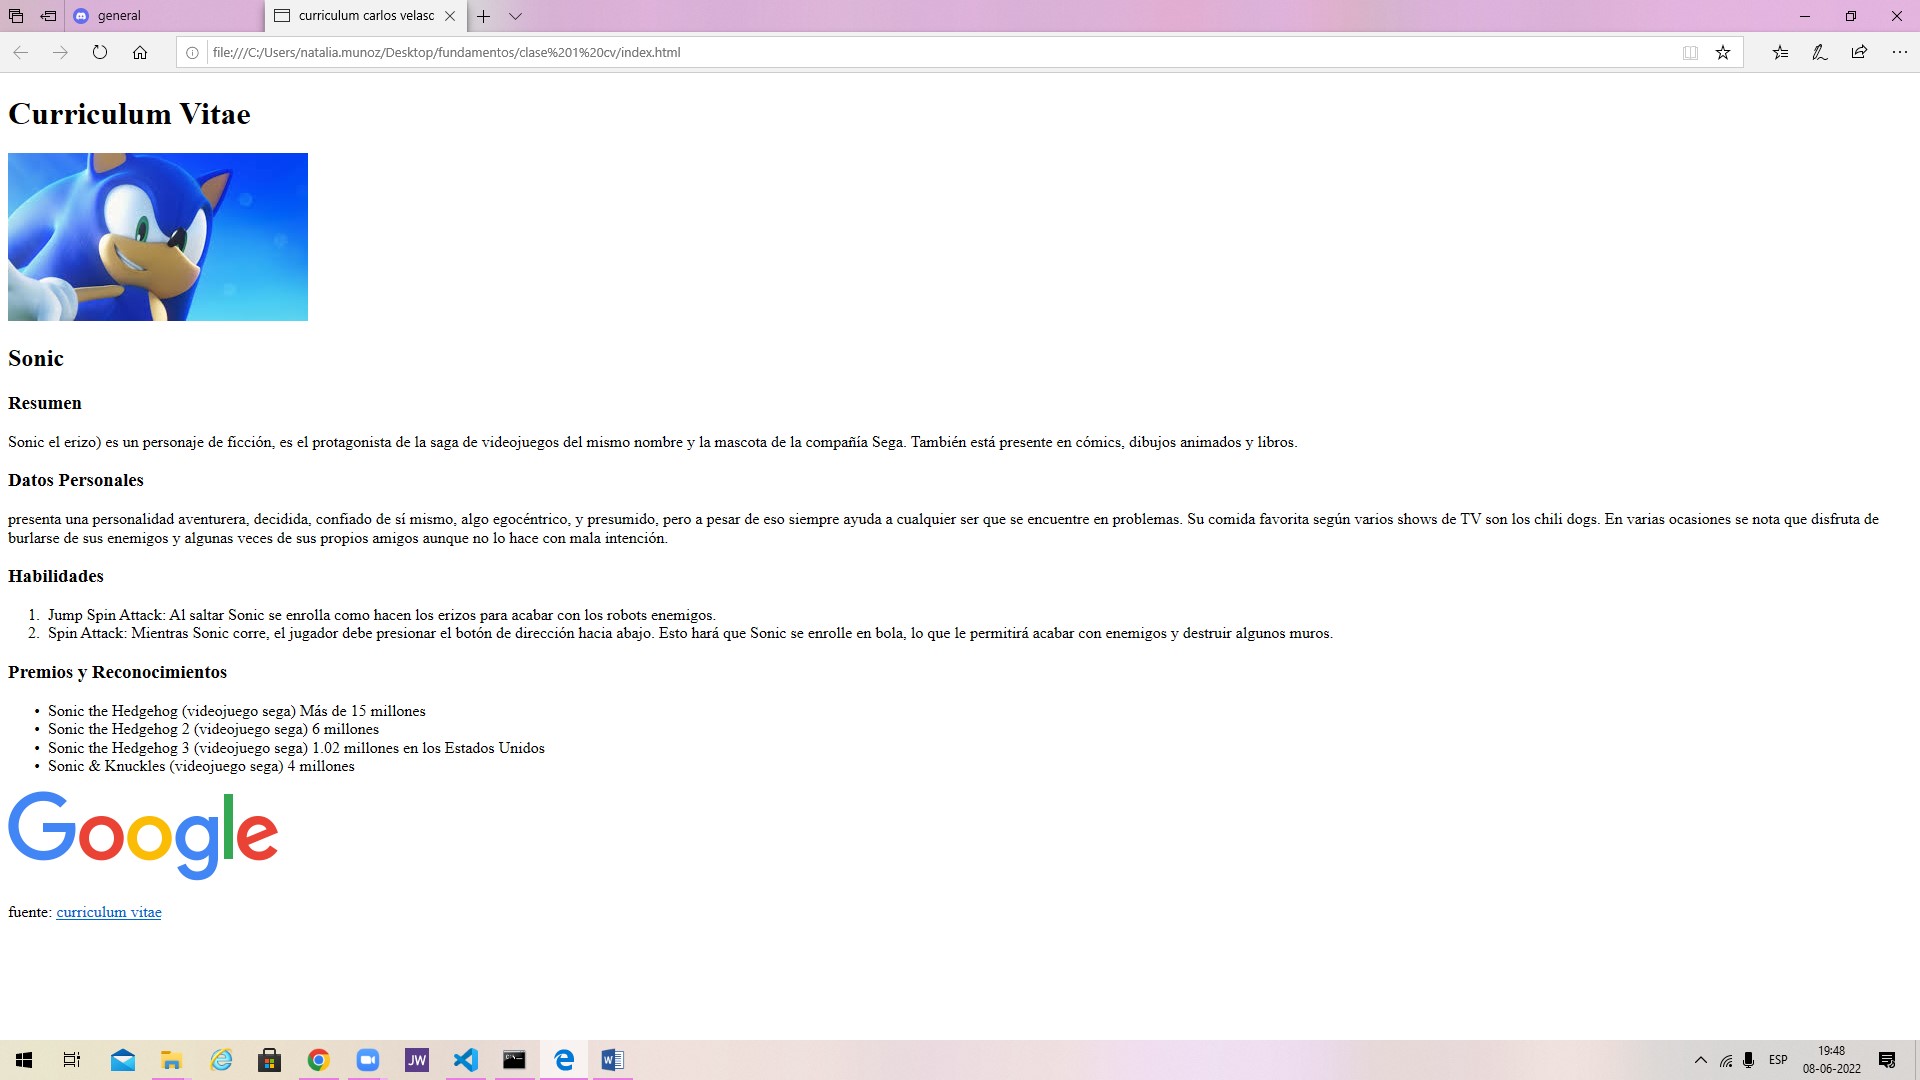 general
curriculum carlos velasc
file:///C:/Users/natalia.munoz/Desktop/fundamentos/clase%201%20cv/index.html
Curriculum Vitae
Sonic
Resumen
Sonic el erizo) es un personaje de ficción, es el protagonista de la saga de videojuegos del mismo nombre y la mascota de la compañía Sega. También está presente en cómics, dibujos animados y libros.
Datos Personales
presenta una personalidad aventurera, decidida, confiado de sí mismo, algo egocéntrico, y presumido, pero a pesar de eso siempre ayuda a cualquier ser que se encuentre en problemas. Su comida favorita según varios shows de TV son los chili dogs. En varias ocasiones se nota que disfruta de
burlarse de sus enemigos y algunas veces de sus propios amigos aunque no lo hace con mala intención.
Habilidades
1. Jump Spin Attack: Al saltar Sonic se enrolla como hacen los erizos para acabar con los robots enemigos.
2. Spin Attack: Mientras Sonic corre, el jugador debe presionar el botón de dirección hacia abajo. Esto hará que Sonic se enrolle en bola, lo que le permitirá acabar con enemigos y destruir algunos muros.
Premios y Reconocimientos
• Sonic the Hedgehog (videojuego sega) Más de 15 millones
• Sonic the Hedgehog 2 (videojuego sega) 6 millones
• Sonic the Hedgehog 3 (videojuego sega) 1.02 millones en los Estados Unidos
• Sonic & Knuckles (videojuego sega) 4 millones
Google
fuente: curriculum vitae
JW
ESP
19:48
08-06-2022